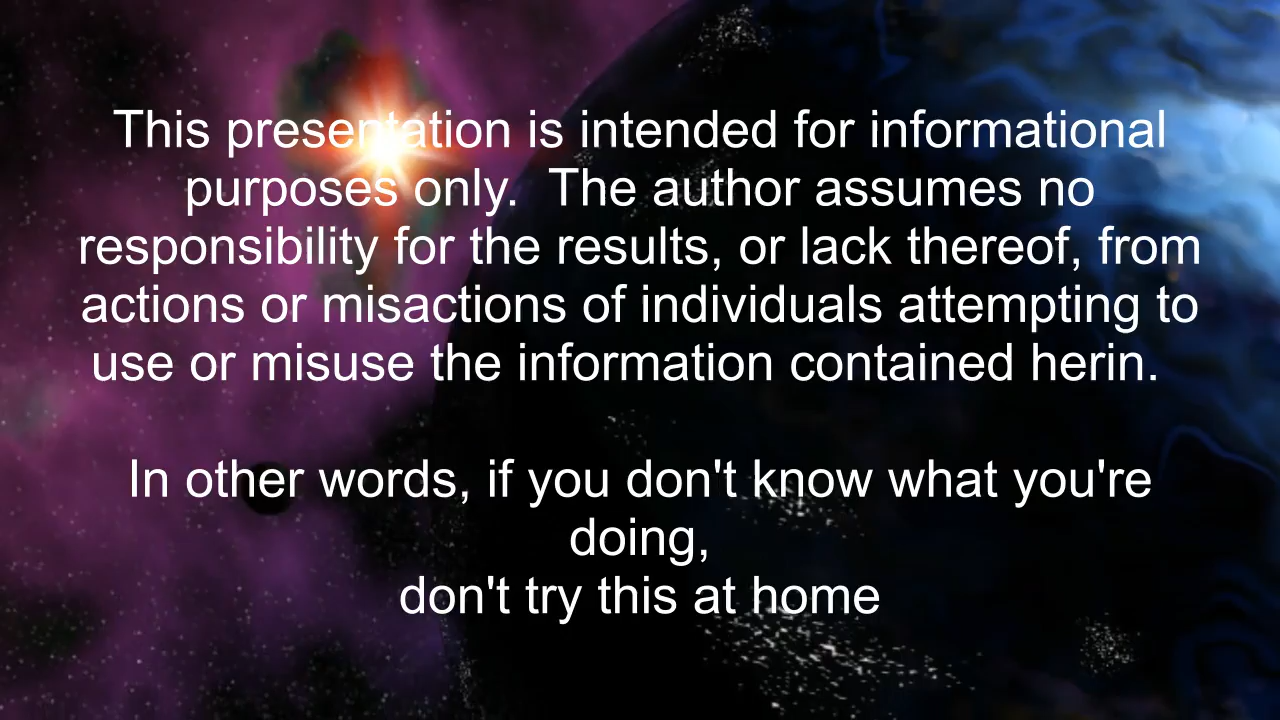 This presentation is intended for informational
purposes only.  The author assumes no
responsibility for the results, or lack thereof, from
actions or misactions of individuals attempting to
use or misuse the information contained herin.
In other words, if you don't know what you're
doing,
don't try this at home